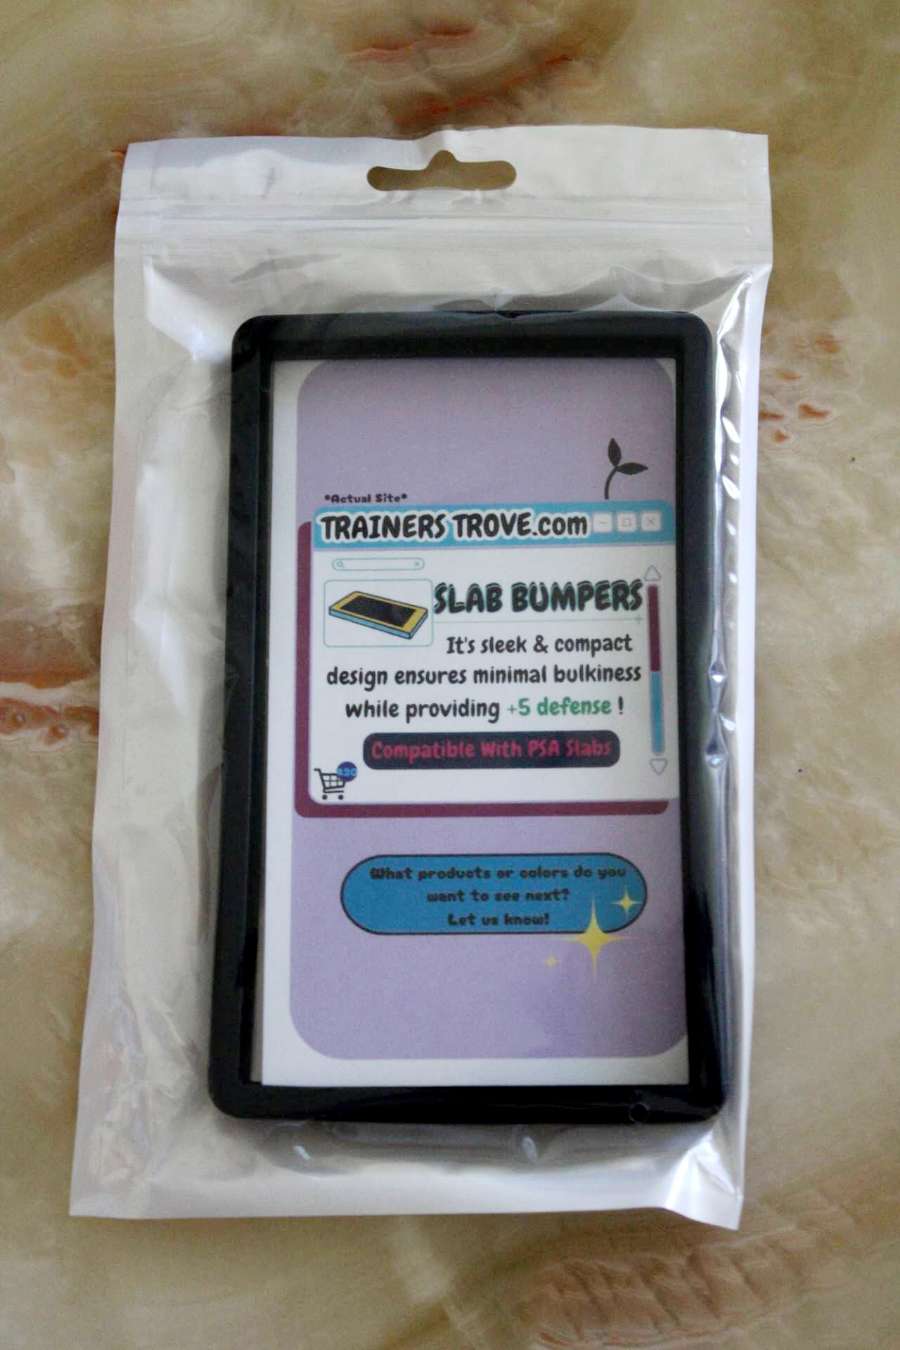 *Actual Site*
TRAINERS TROVE.com
SLAB BUMPERS
It's sleek & compact
design ensures minimal bulkiness
while providing +5 defense !
Compatible With PSA Slabs
What products or colors do you
want to see next?
Let us know!